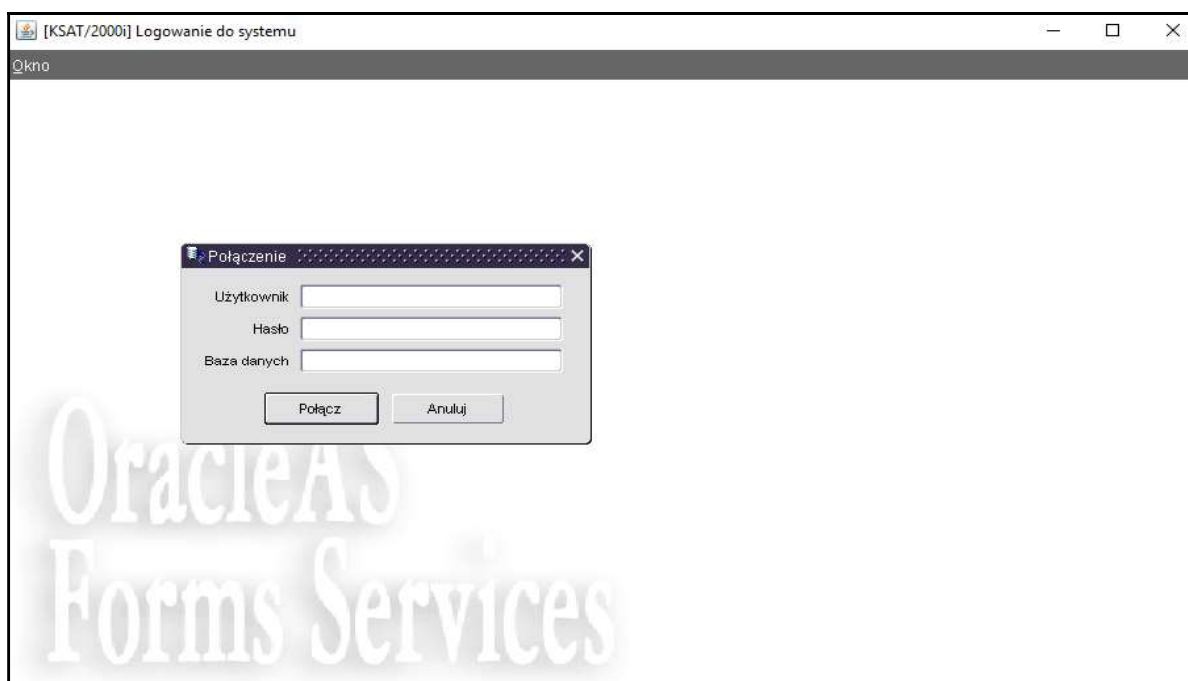 [KSAT/2000i] Logowanie do systemu
Okno
Połączenie
Użytkownik
Hasło
Baza danych
Połącz Anuluj
OracleAS
Forms Services